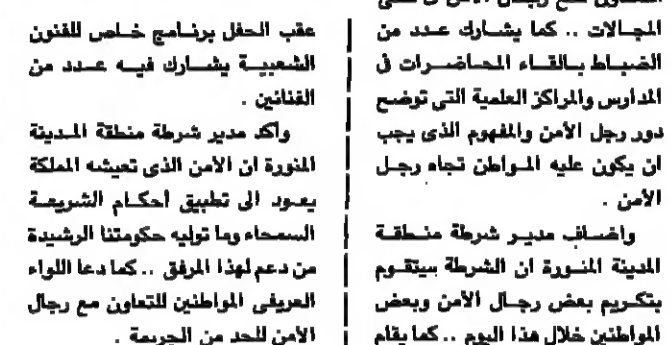 المجالات .. كما يشارك عدد من
الضباط بالقاء المحاضرات في
المدارس والمراكز العلمية التي توضح
دور رجل الأمن والمفهوم الذي يجب
ان يكون عليه المواطن تجاه رجل
الأمن .
واضاف مدير شرطة منطقة
المدينة المنورة ان الشرطة ستقوم
بتكريم بعض رجال الأمن وبعض
المواطنين خلال هذا اليوم .. كما يقام
عقب الحفل برنامج خاص للفنون
الشعبية يشارك فيه عدد من
الفنانين .
واكد مدير شرطة منطقة المدينة
المنورة ان الأمن الذي تعيشه المملكة
يعود الى تطبيق أحكام الشريعة
السمحاء وما توليه حكومتنا الرشيدة
من دعم لهذا المرفق .. كما دعا اللواء
العريفى المواطنين للتعاون مع رجال
الأمن للحد من الجريمة .